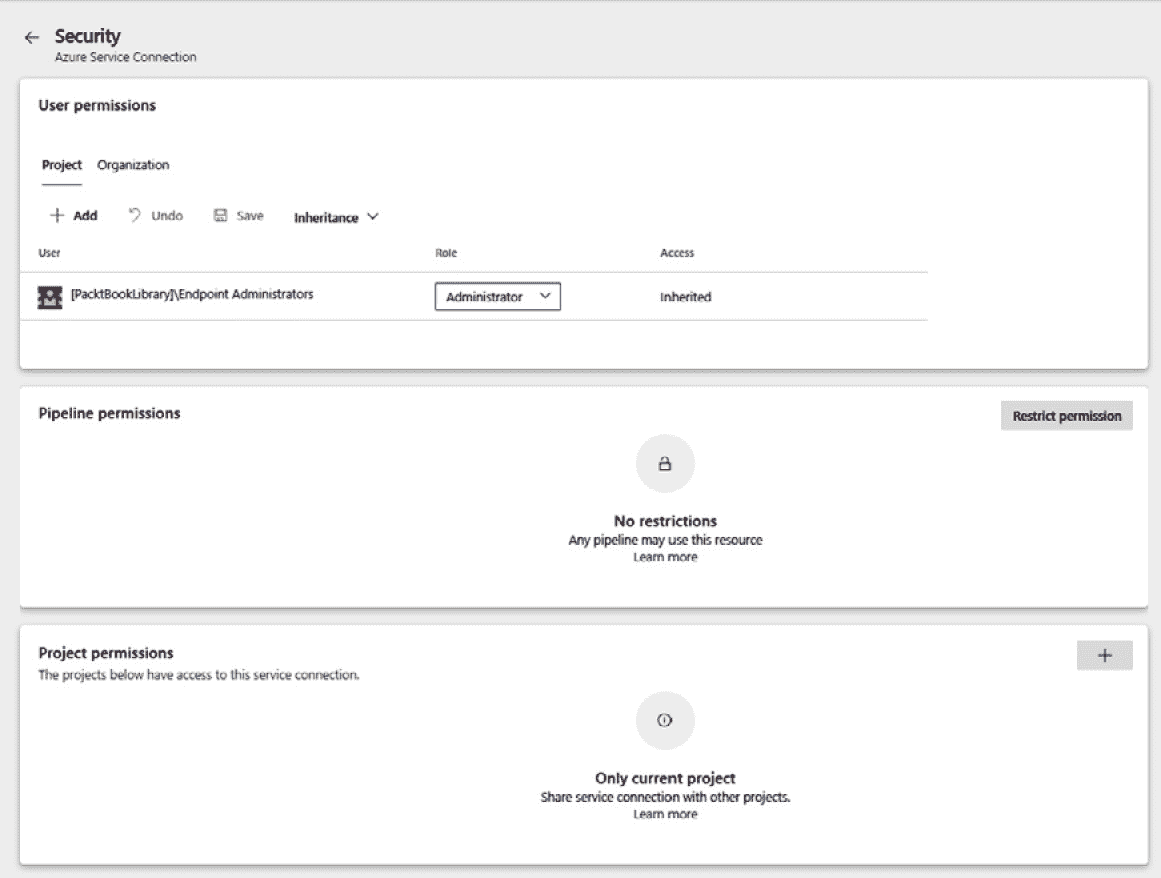 Security
Azure Service Connection
User permissions
Project Organization
Add Undo Save Inheritance
User Role Access
[PacktBookLibrary]\Endpoint Administrators Administrator Inherited
Pipeline permissions
Restrict permission
No restrictions
Any pipeline may use this resource
Learn more
Project permissions
The projects below have access to this service connection.
Only current project
Share service connection with other projects.
Learn more